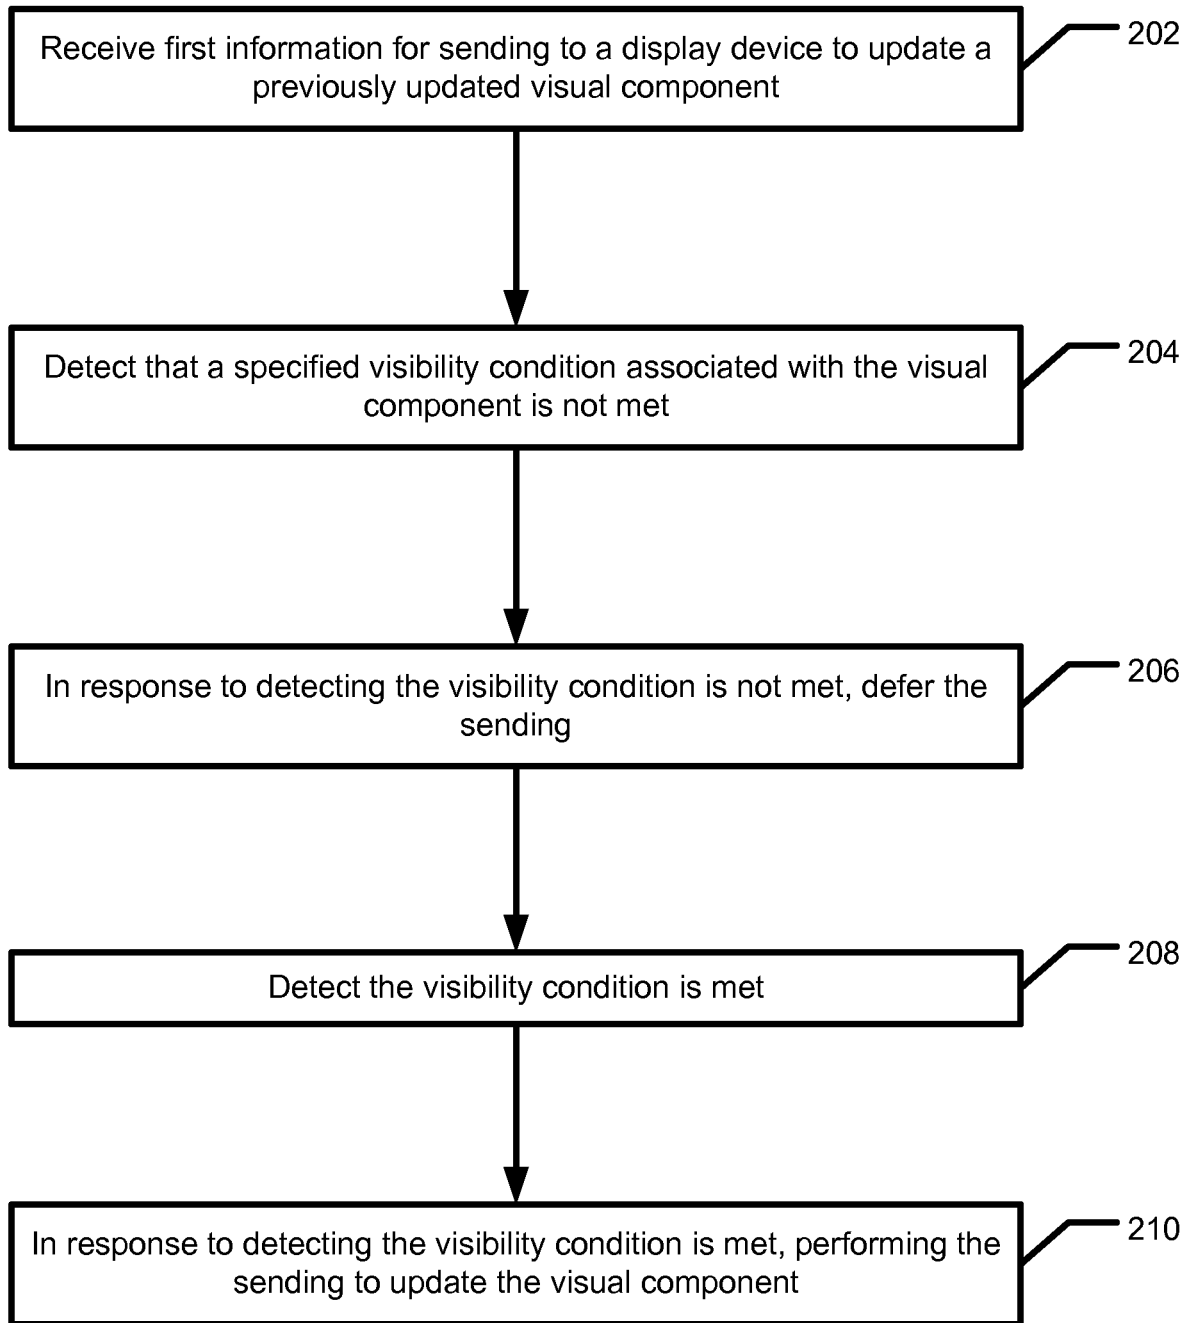 Receive first information for sending to a display device to update a
previously updated visual component
202
Detect that a specified visibility condition associated with the visual
component is not met
204
In response to detecting the visibility condition is not met, defer the
sending
206
Detect the visibility condition is met
208
In response to detecting the visibility condition is met, performing the
sending to update the visual component
210